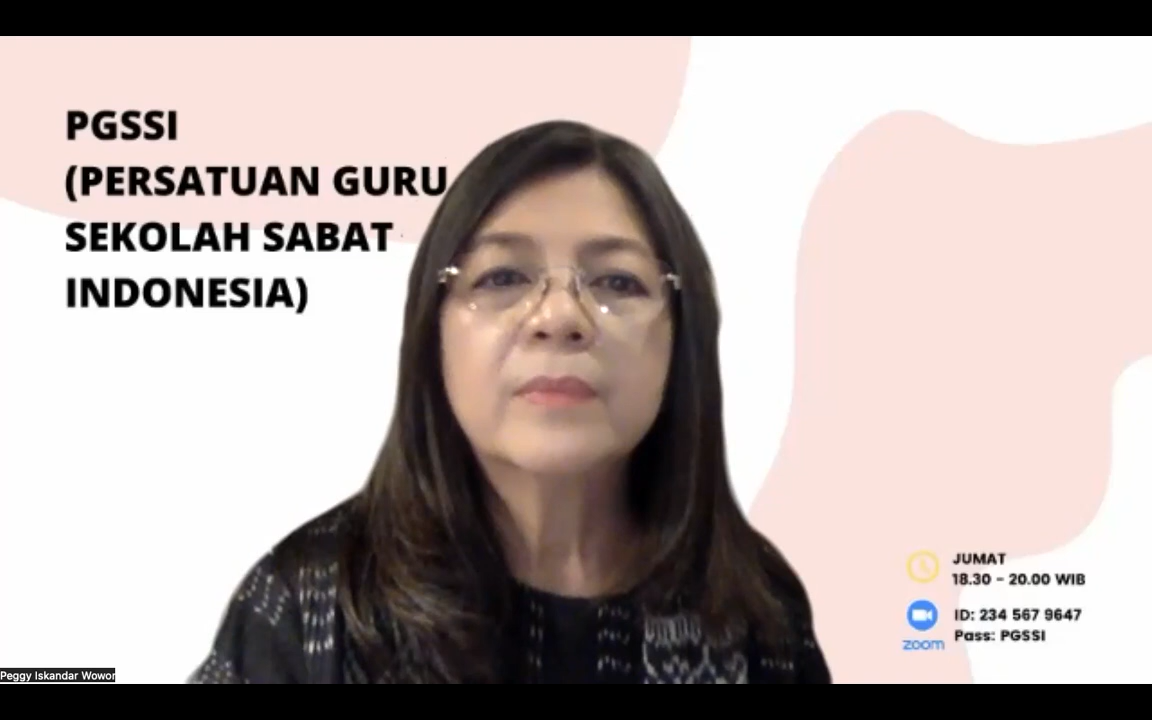 PGSSI
(PERSATUAN GURU
SEKOLAH SABAT
INDONESIA)
JUMAT
18.30 - 20.00 WIB
ID: 234 567 9647
Pass: PGSSI
zoom
Peggy Iskandar Wowor